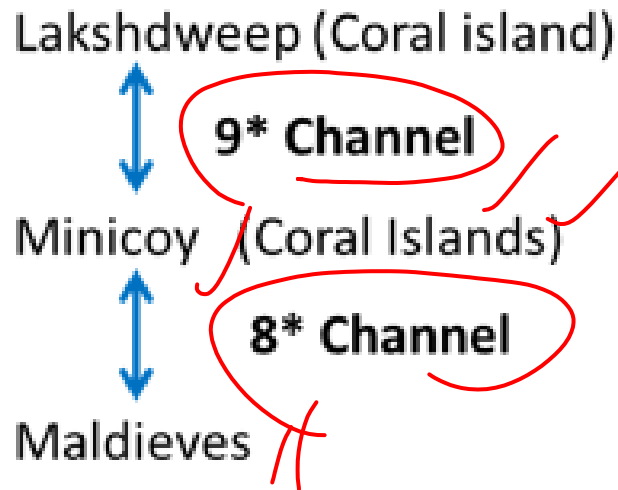 Lakshdweep (Coral island)
9* Channel
Minicoy (Coral Islands)
8* Channel
Maldieves